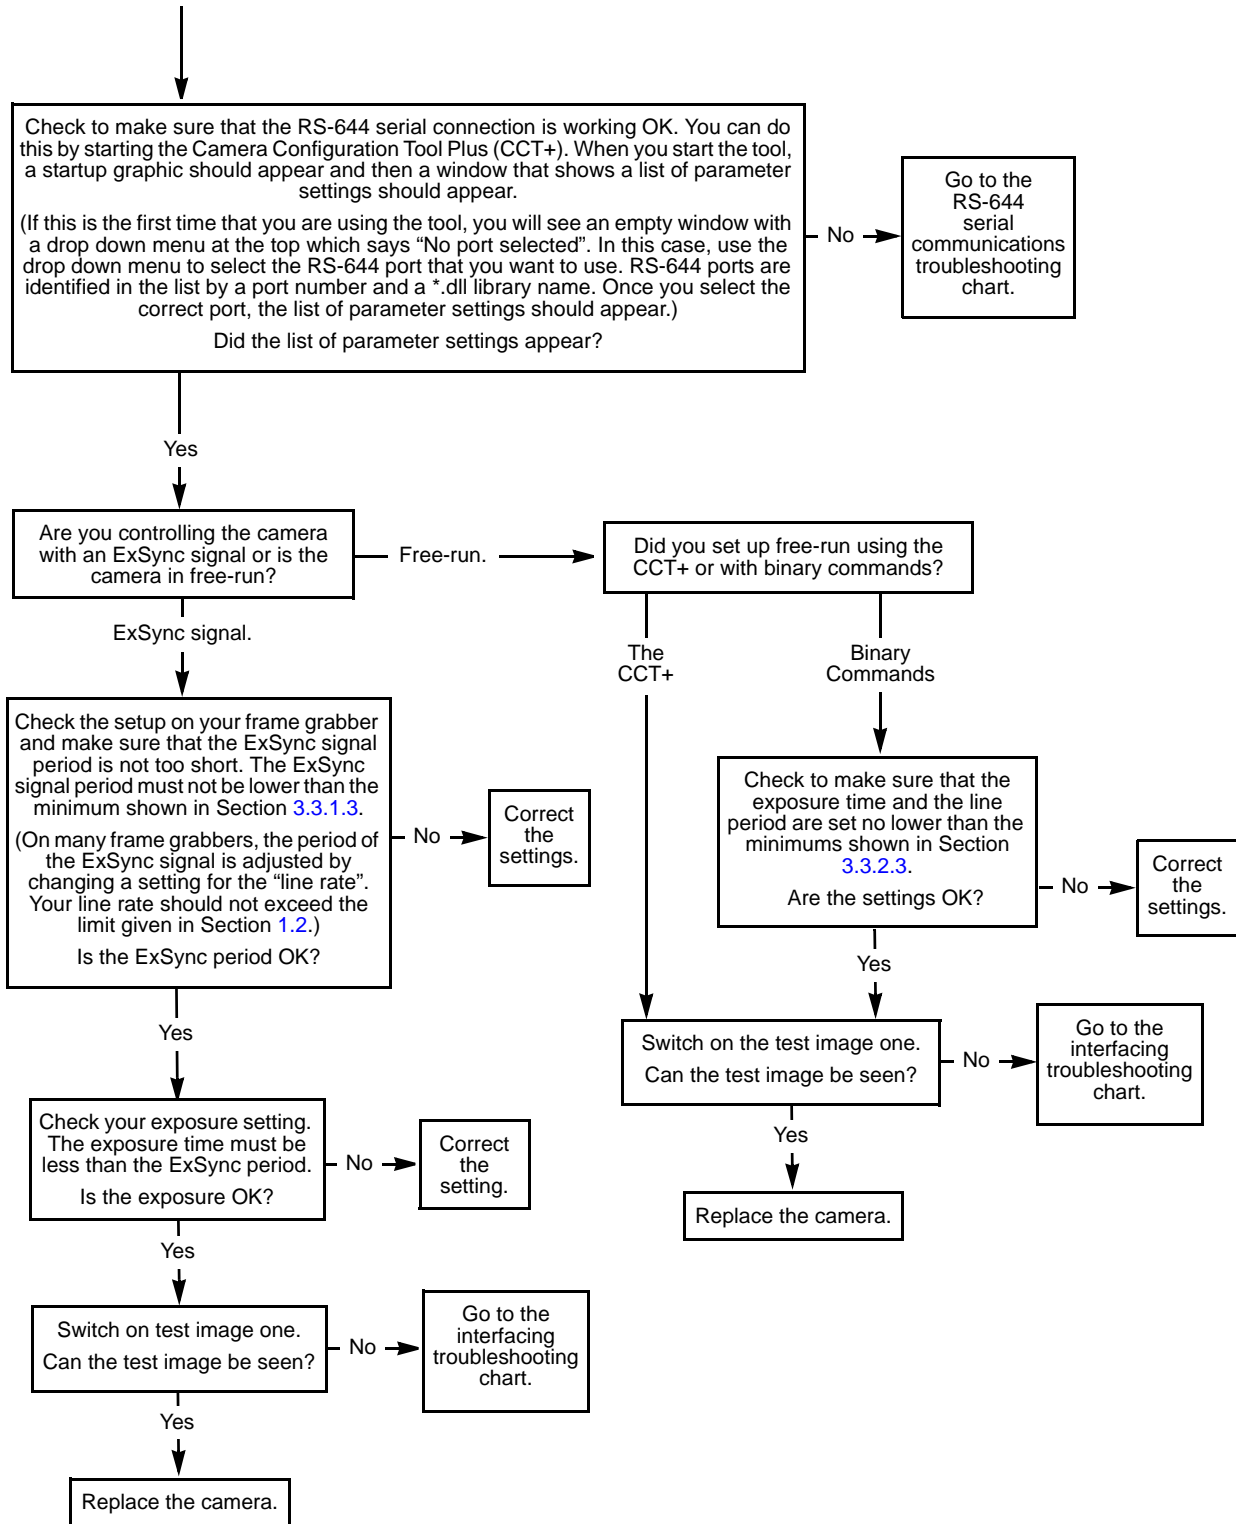 Check to make sure that the RS-644 serial connection is working OK. You can do
this by starting the Camera Configuration Tool Plus (CCT+). When you start the tool,
a startup graphic should appear and then a window that shows a list of parameter
settings should appear.
(If this is the first time that you are using the tool, you will see an empty window with
a drop down menu at the top which says “No port selected”. In this case, use the
drop down menu to select the RS-644 port that you want to use. RS-644 ports are
identified in the list by a port number and a *.dll library name. Once you select the
correct port, the list of parameter settings should appear.)
Did the list of parameter settings appear?
No
Go to the
RS-644
serial
communications
troubleshooting
chart.
Yes
Are you controlling the camera
with an ExSync signal or is the
camera in free-run?
Free-run.
Did you set up free-run using the
CCT+ or with binary commands?
ExSync signal.
The
CCT+
Binary
Commands
Check the setup on your frame grabber
and make sure that the ExSync signal
period is not too short. The ExSync
signal period must not be lower than the
minimum shown in Section 3.3.1.3.
(On many frame grabbers, the period of
the ExSync signal is adjusted by
changing a setting for the “line rate”.
Your line rate should not exceed the
limit given in Section 1.2.)
Is the ExSync period OK?
No
Correct
the
settings.
Check to make sure that the
exposure time and the line
period are set no lower than the
minimums shown in Section
3.3.2.3.
Are the settings OK?
No
Correct
the
settings.
Yes
Yes
Switch on the test image one.
Can the test image be seen?
No
Go to the
interfacing
troubleshooting
chart.
Check your exposure setting.
The exposure time must be
less than the ExSync period.
Is the exposure OK?
No
Correct
the
setting.
Yes
Replace the camera.
Yes
Switch on test image one.
Can the test image be seen?
No
Go to the
interfacing
troubleshooting
chart.
Yes
Replace the camera.